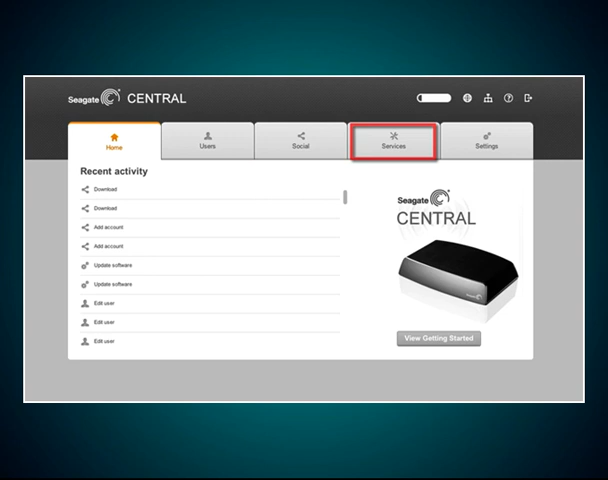 Seagate CENTRAL
Home Users Social Services Settings
Recent activity
Download
Download
Add account
Add account
Update software
Update software
Edit user
Edit user
Edit user
Seagate
CENTRAL
Seagate
View Getting Started